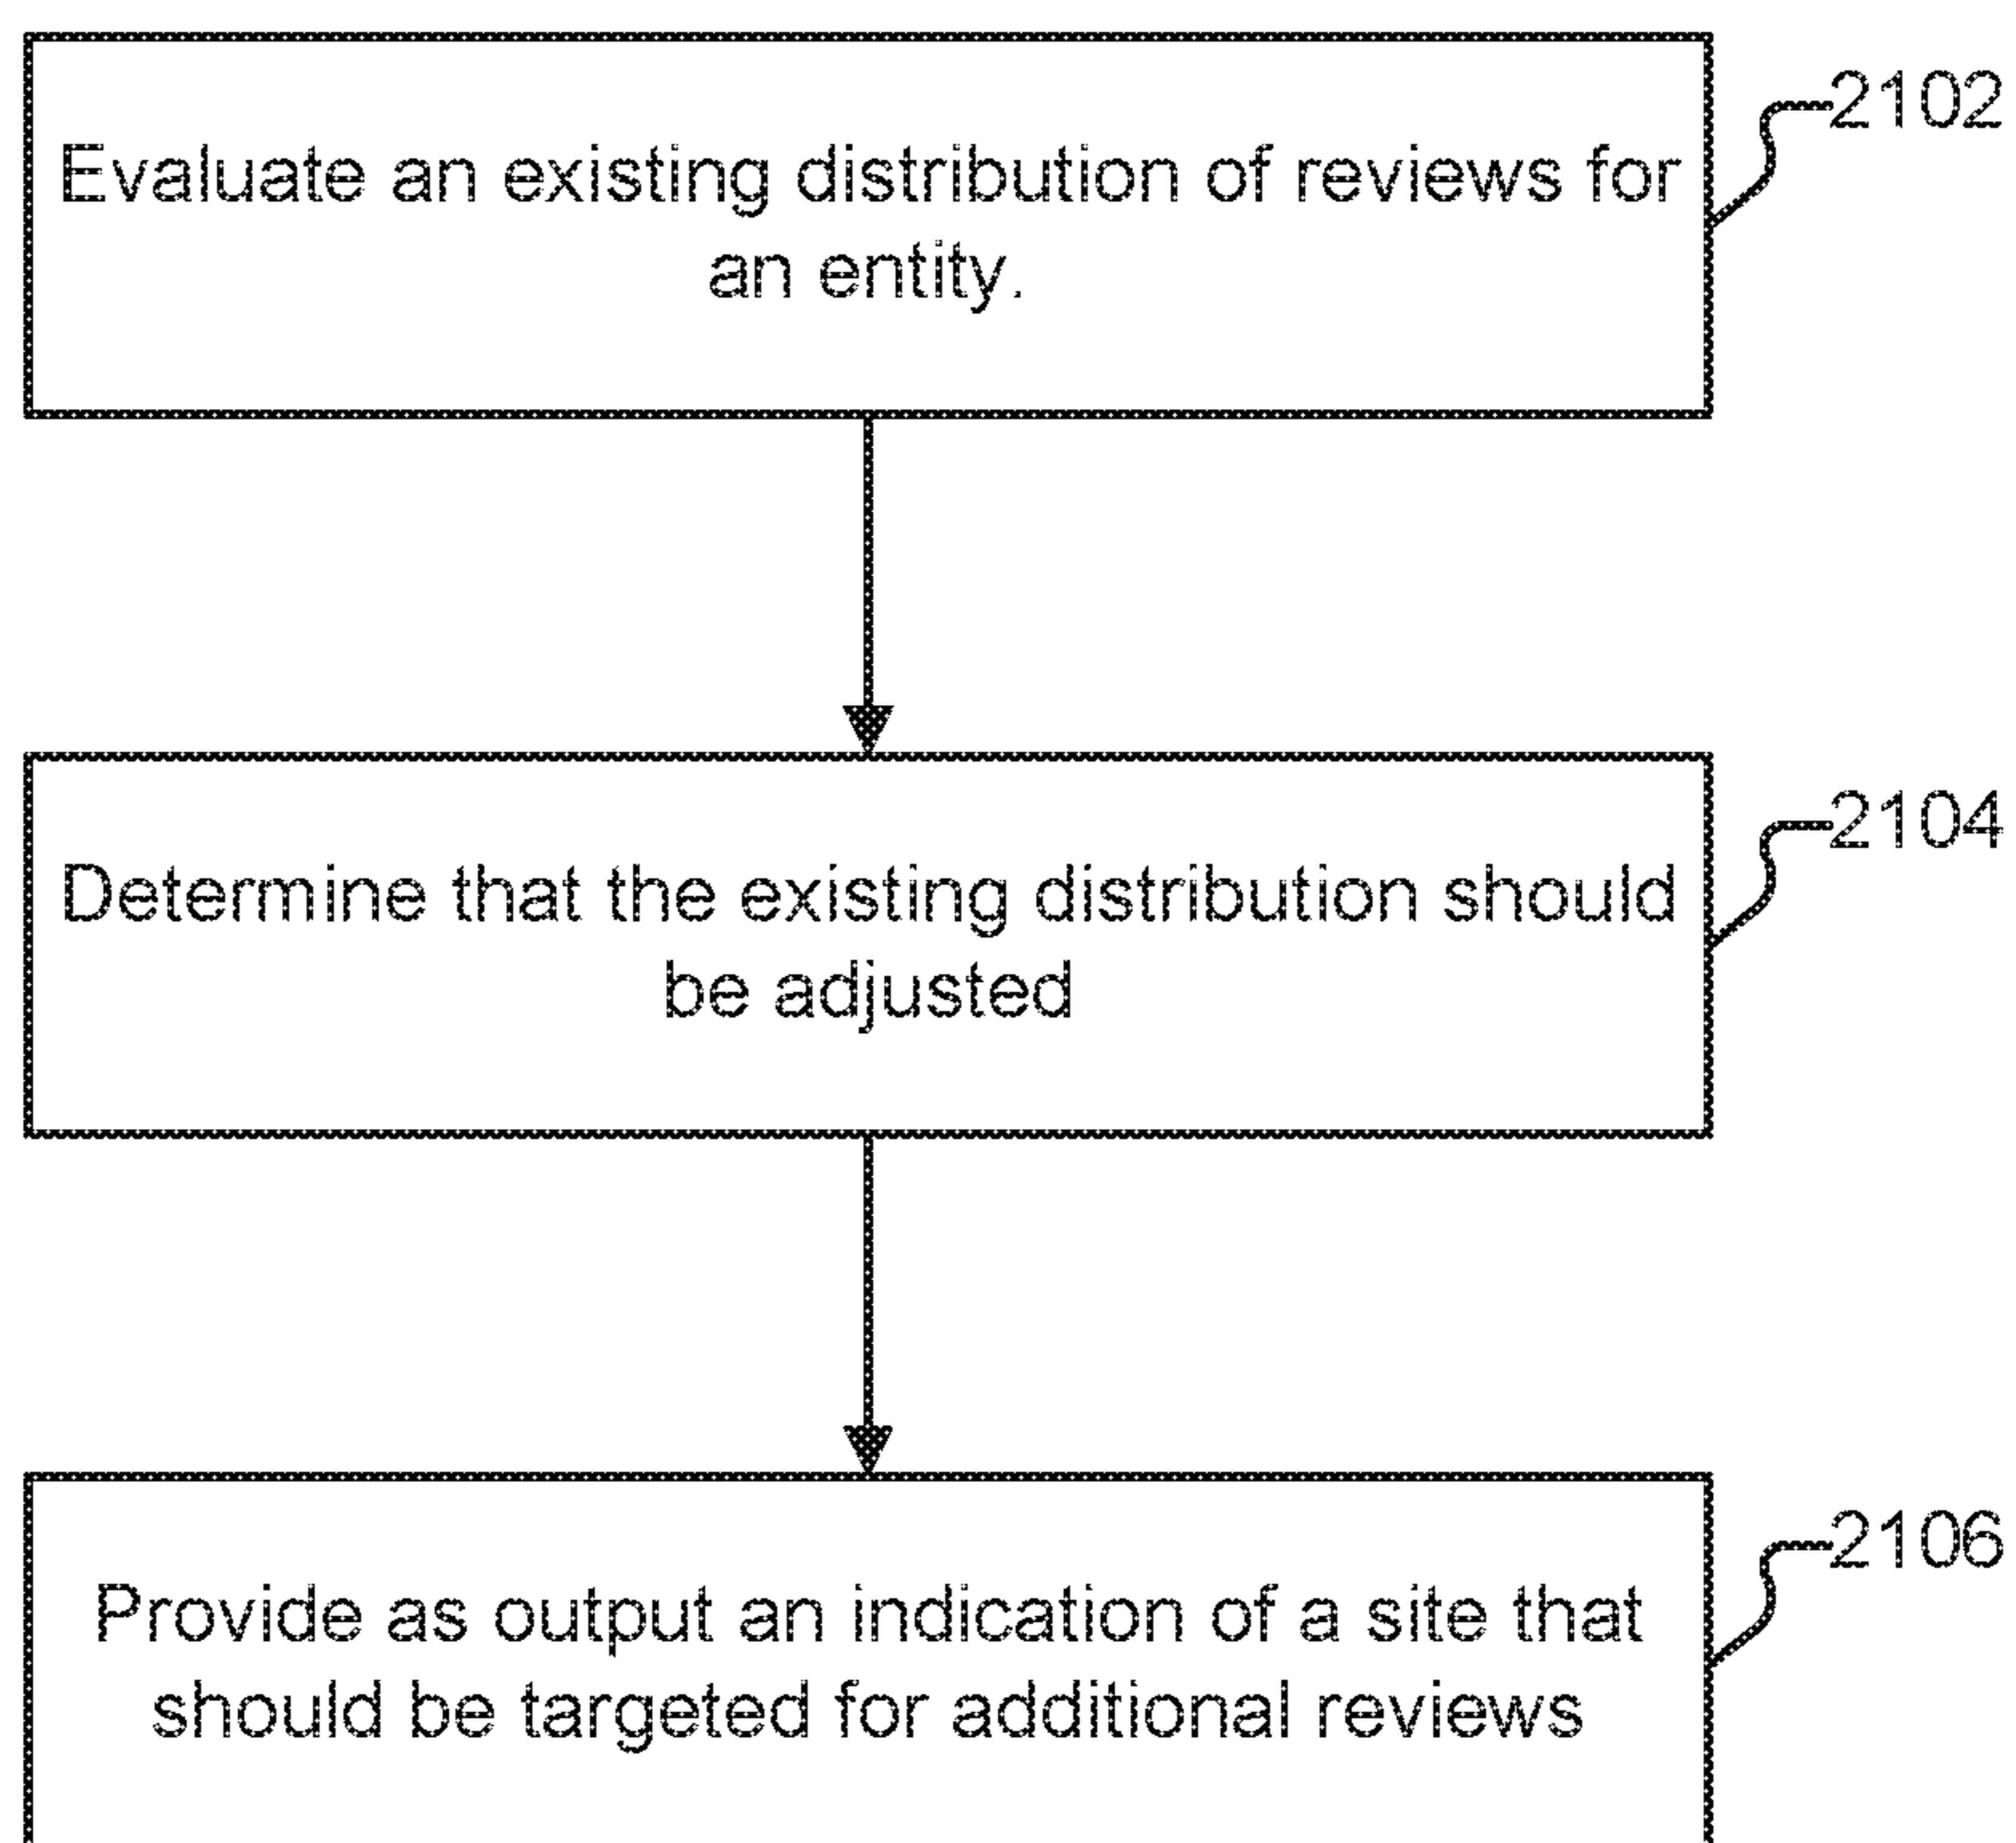 2102
Evaluate an existing distribution of reviews for
an entity.
2104
Determine that the existing distribution should
be adjusted
2106
Provide as output an indication of a site that
should be targeted for additional reviews